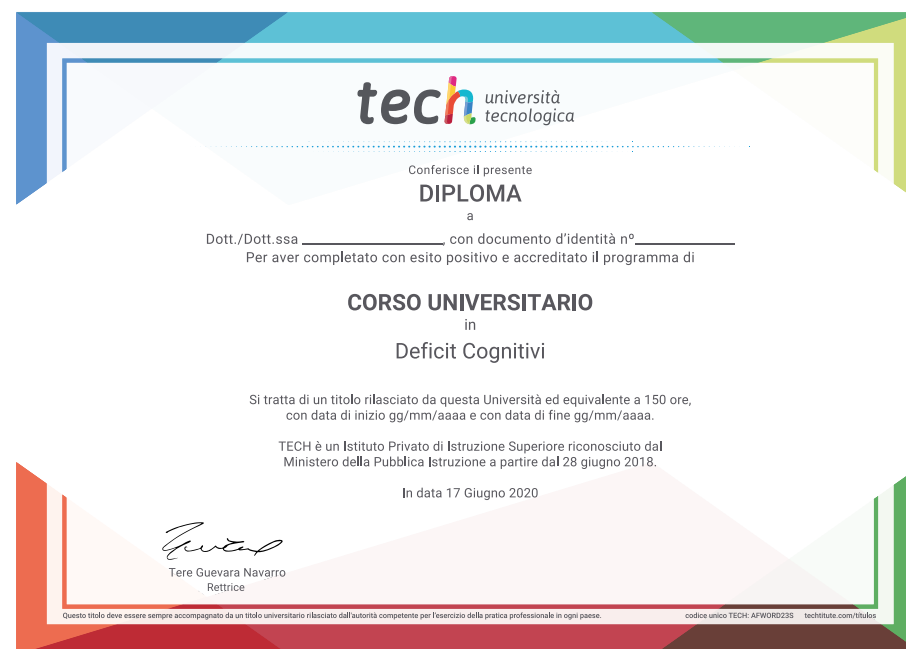 tech università
tecnologica
Conferisce il presente
DIPLOMA
a
Dott./Dott.ssa ____________________, con documento d'identità nº______________
Per aver completato con esito positivo e accreditato il programma di
CORSO UNIVERSITARIO
in
Deficit Cognitivi
Si tratta di un titolo rilasciato da questa Università ed equivalente a 150 ore,
con data di inizio gg/mm/aaaa e con data di fine gg/mm/aaaa.
TECH è un Istituto Privato di Istruzione Superiore riconosciuto dal
Ministero della Pubblica Istruzione a partire dal 28 giugno 2018.
In data 17 Giugno 2020
Tere Guevara Navarro
Rettrice
Questo titolo deve essere sempre accompagnato da un titolo universitario rilasciato dall'autorità competente per l'esercizio della pratica professionale in ogni paese. codice unico TECH: AFWORD23S techtitute.com/titulos